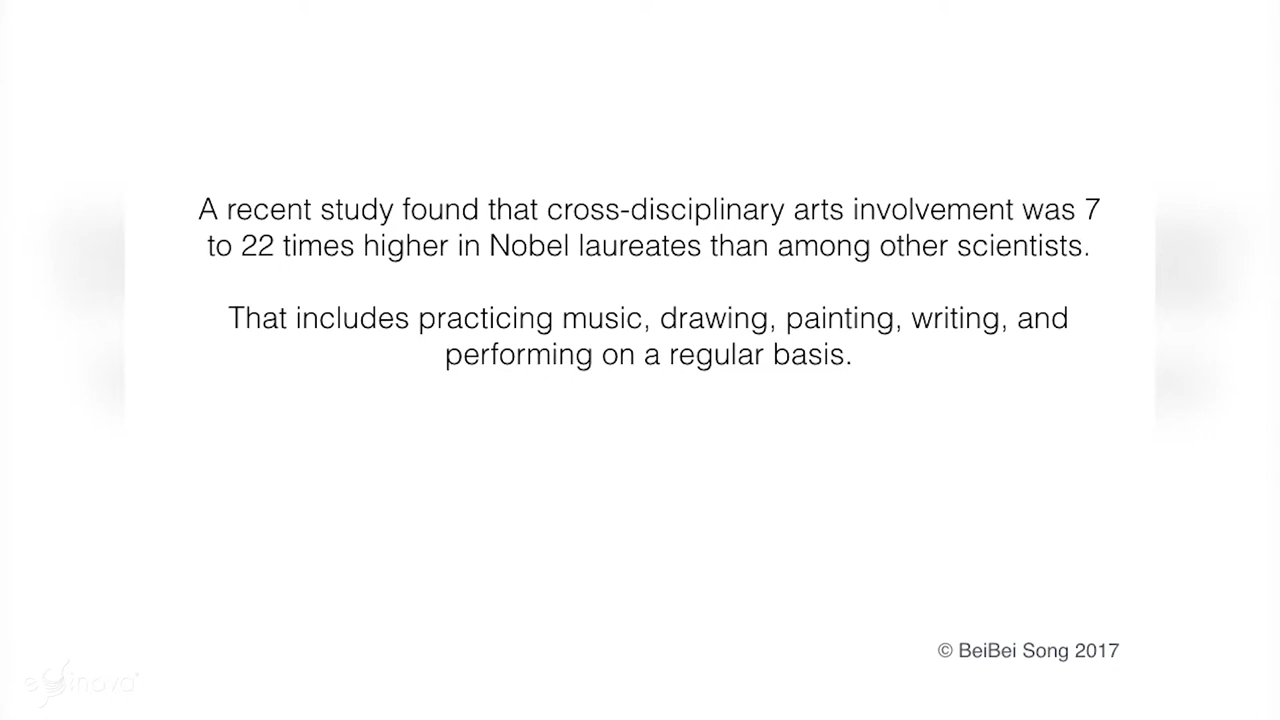 A recent study found that cross-disciplinary arts involvement was 7
to 22 times higher in Nobel laureates than among other scientists.
That includes practicing music, drawing, painting, writing, and
performing on a regular basis.
© BeiBei Song 2017